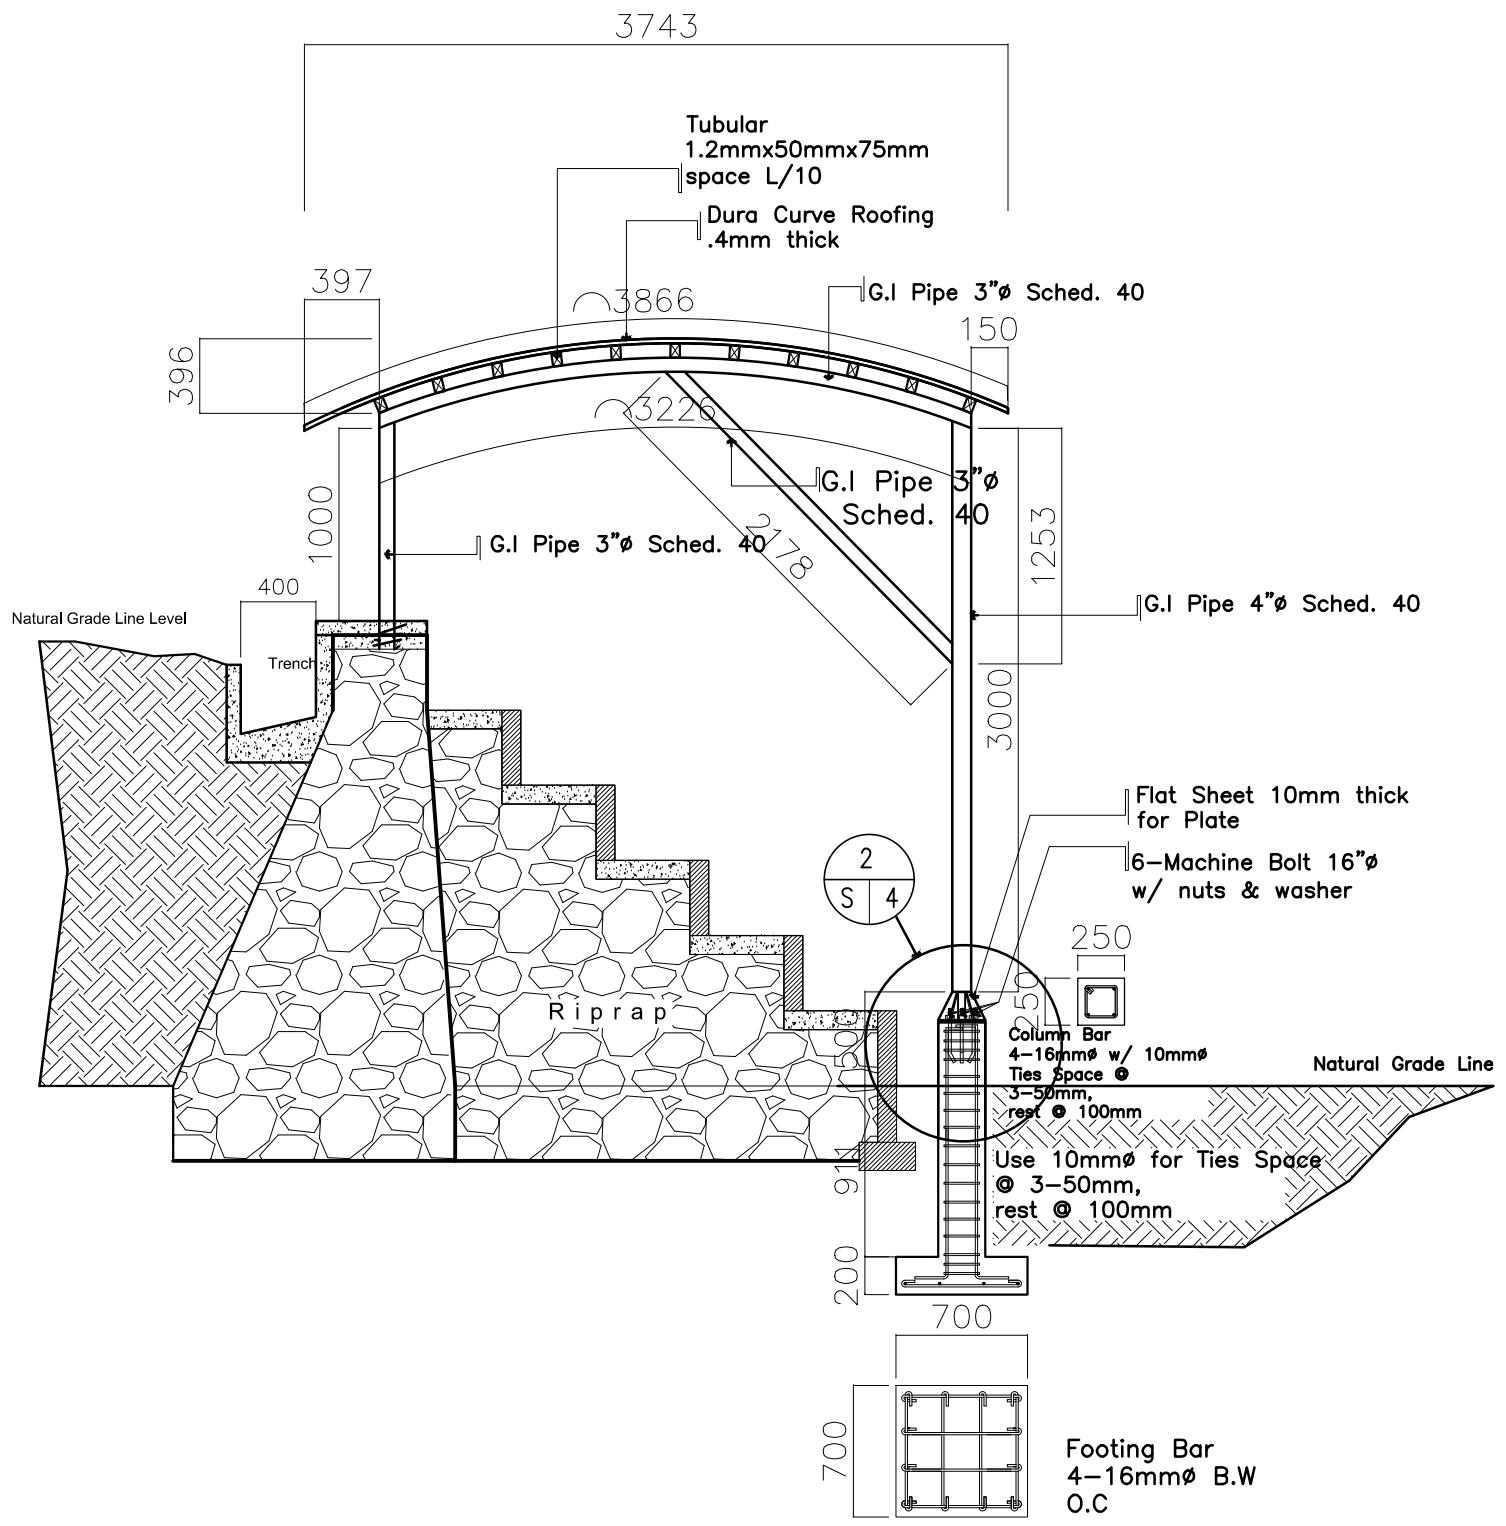 3743
Tubular
1.2mmx50mmx75mm
space L/10
Dura Curve Roofing
.4mm thick
397
3866
G.I Pipe 3"ø Sched. 40
150
396
3226
G.I Pipe 3"ø
Sched. 40
1000
G.I Pipe 3"ø Sched. 40
2178
1253
400
G.I Pipe 4"ø Sched. 40
Natural Grade Line Level
Trench
3000
Flat Sheet 10mm thick
for Plate
2
S 4
6-Machine Bolt 16"ø
w/ nuts & washer
250
250
Riprap
500
Column Bar
4-16mmø w/ 10mmø
Ties Space @
3-50mm,
rest @ 100mm
Natural Grade Line
911
Use 10mmø for Ties Space
@ 3-50mm,
rest @ 100mm
200
700
700
Footing Bar
4-16mmø B.W
O.C